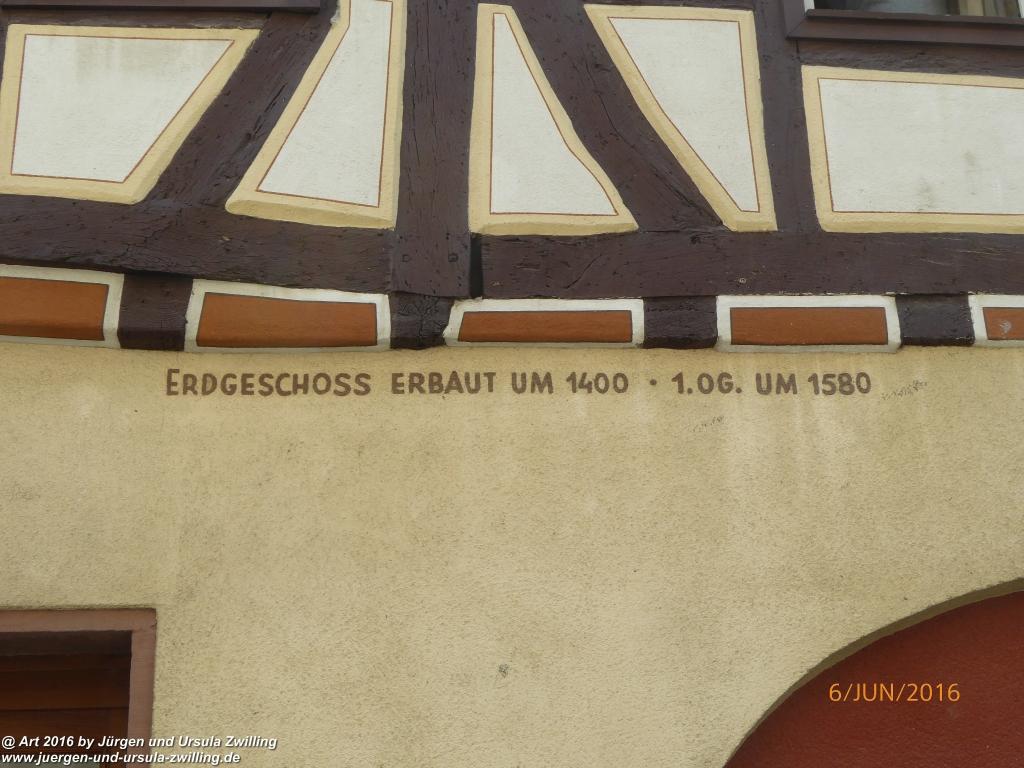 ERDGESCHOSS ERBAUT UM 1400 · 1.OG. UM 1580
6/JUN/2016
@ Art 2016 by Jürgen und Ursula Zwilling
www.juergen-und-ursula-zwilling.de